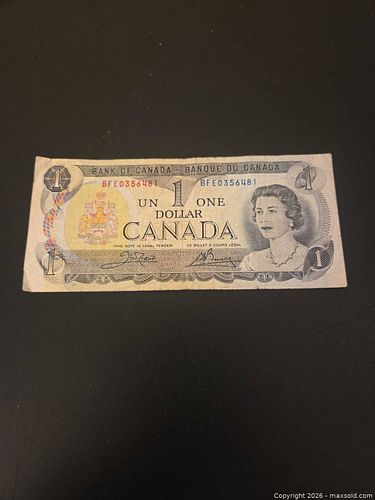 BANK OF CANADA - BANQUE DU CANADA
BFE0356481 BFE0356481
1 1 1
UN ONE
DOLLAR
CANADA
THIS NOTE IS LEGAL TENDER CE BILLET A COURS LÉGAL
1 1
Copyright 2026 - maxsold.com